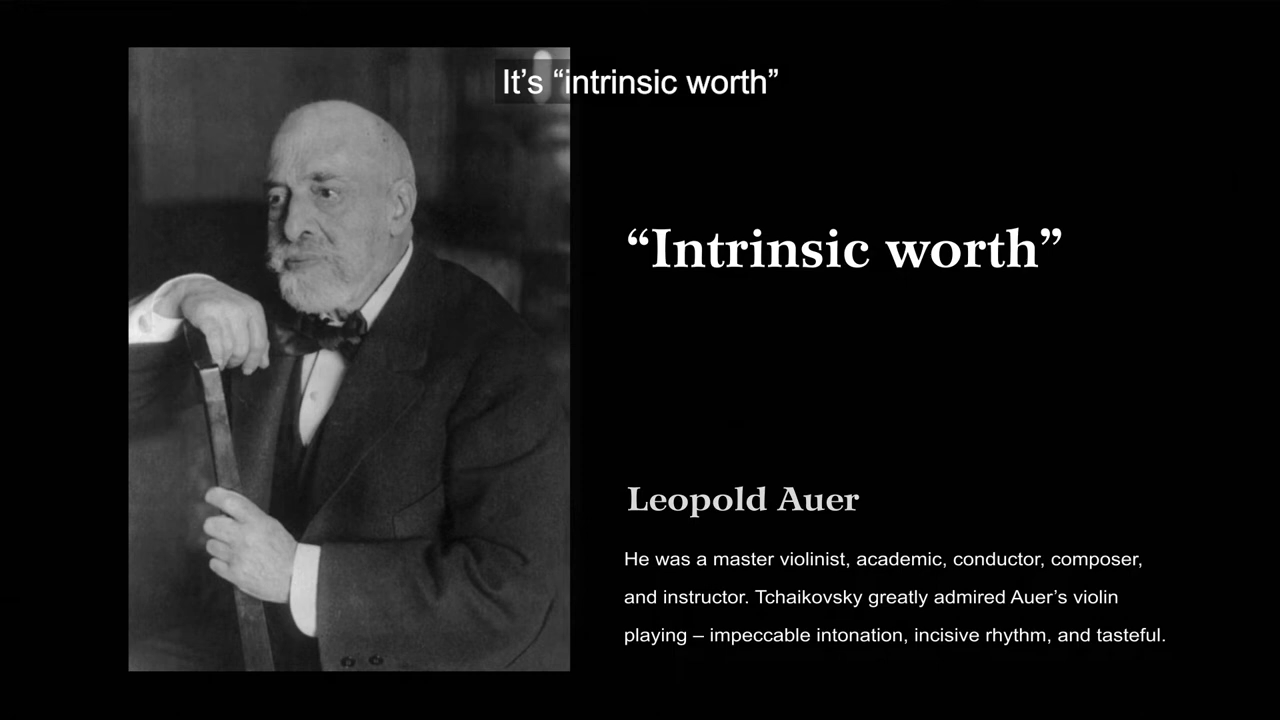 It’s “intrinsic worth”
“Intrinsic worth”
Leopold Auer
He was a master violinist, academic, conductor, composer,
and instructor. Tchaikovsky greatly admired Auer’s violin
playing – impeccable intonation, incisive rhythm, and tasteful.